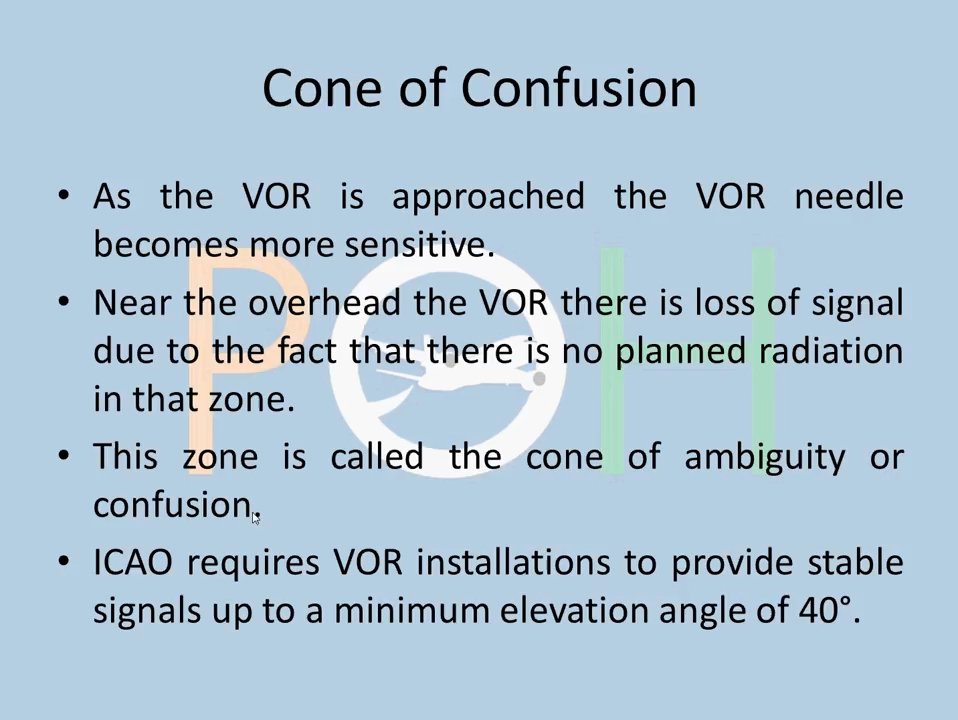 Cone of Confusion
• As the VOR is approached the VOR needle
becomes more sensitive.
• Near the overhead the VOR there is loss of signal
due to the fact that there is no planned radiation
in that zone.
• This zone is called the cone of ambiguity or
confusion.
• ICAO requires VOR installations to provide stable
signals up to a minimum elevation angle of 40°.
POH